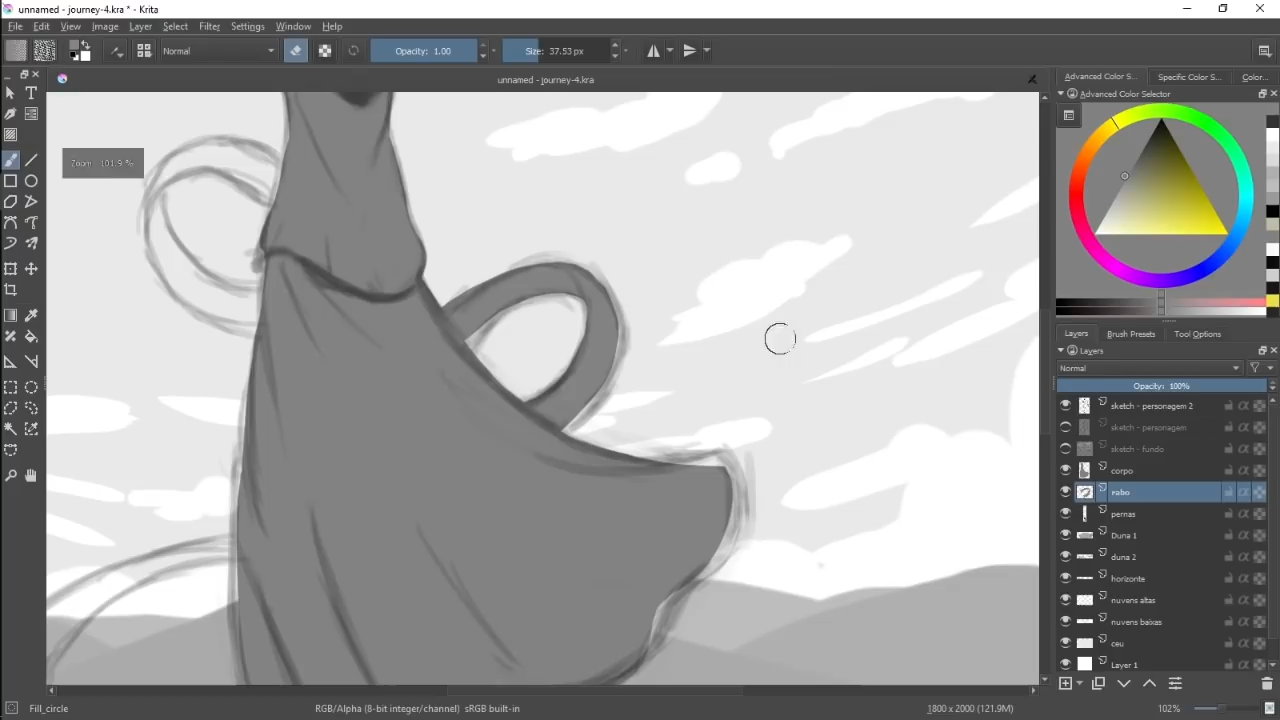 unnamed - journey-4.kra * - Krita
File Edit View Image Layer Select Filter Settings Window Help
Normal Opacity: 1.00 Size: 37.53 px
unnamed - journey-4.kra
Advanced Color S... Specific Color S... Color...
Advanced Color Selector
Zoom 101.9 %
Layers Brush Presets Tool Options
Layers
Normal
Opacity: 100%
sketch - personagem 2
sketch - personagem
sketch - fundo
corpo
rabo
pernas
Duna 1
duna 2
horizonte
nuvens altas
nuvens baixas
ceu
Layer 1
Fill_circle RGB/Alpha (8-bit integer/channel) sRGB built-in 1800 x 2000 (121.9M) 102%